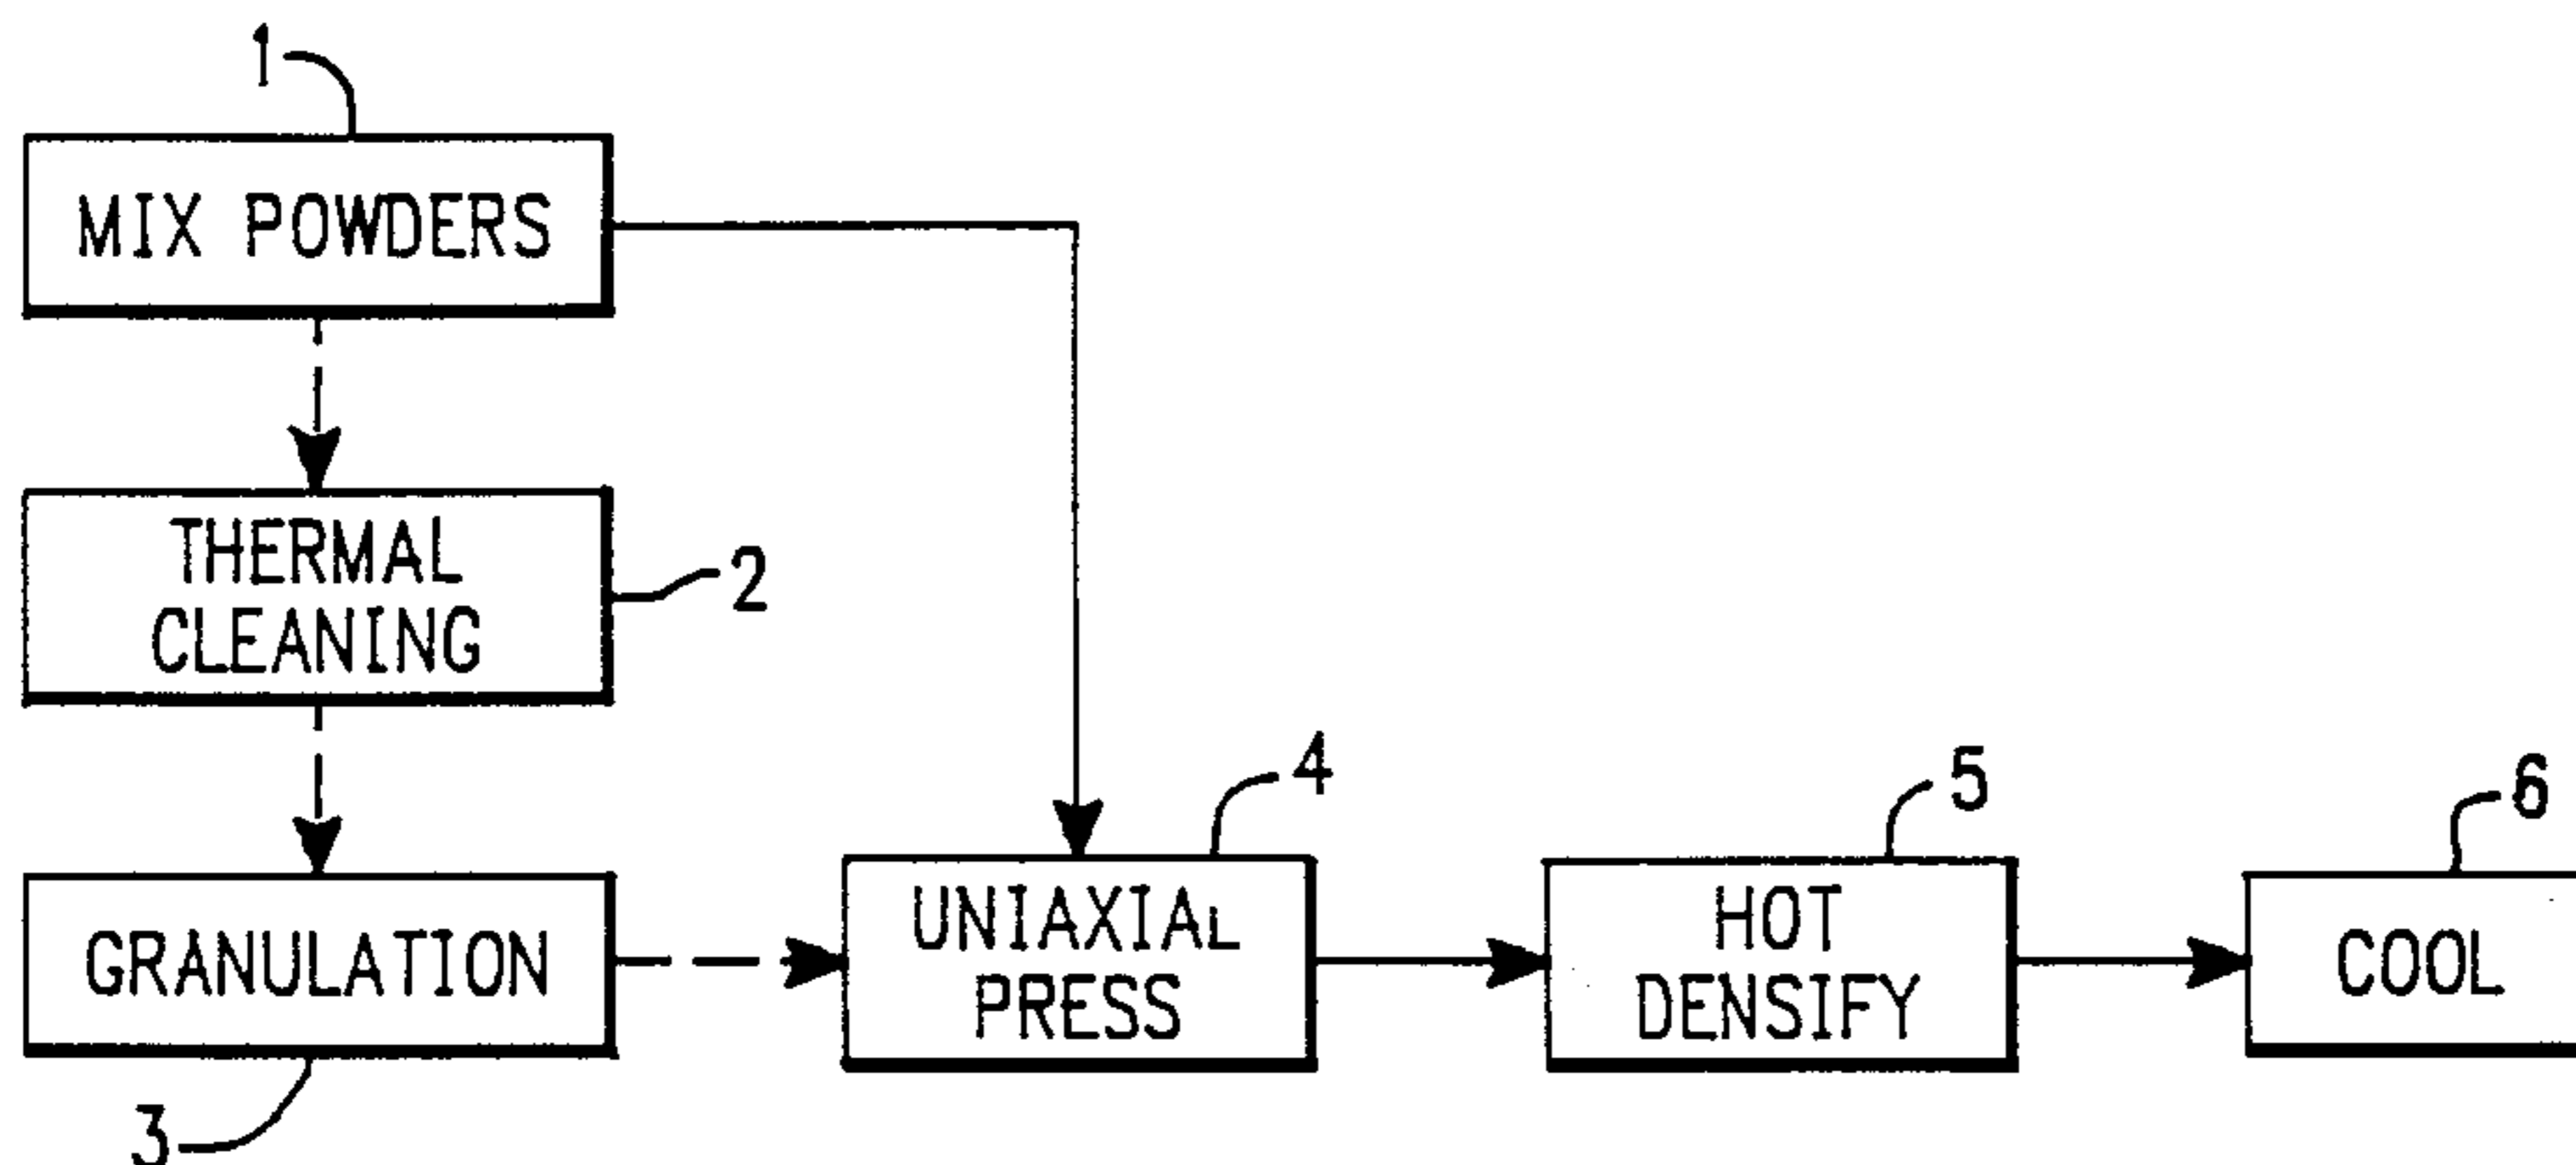 1
MIX POWDERS
THERMAL
CLEANING
2
GRANULATION
3
4
UNIAXIAL
PRESS
5
HOT
DENSIFY
6
COOL